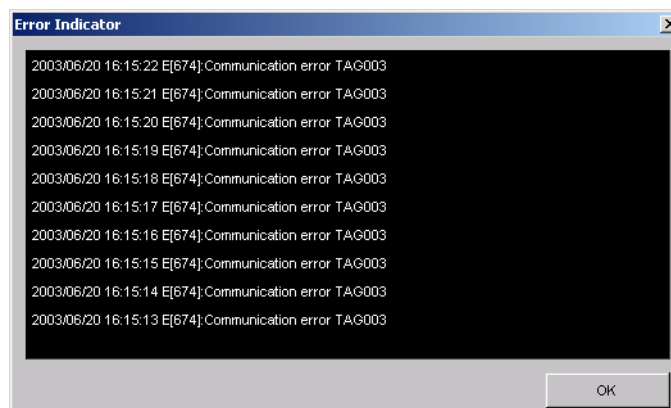 Error Indicator
2003/06/20 16:15:22 E[674]:Communication error TAG003
2003/06/20 16:15:21 E[674]:Communication error TAG003
2003/06/20 16:15:20 E[674]:Communication error TAG003
2003/06/20 16:15:19 E[674]:Communication error TAG003
2003/06/20 16:15:18 E[674]:Communication error TAG003
2003/06/20 16:15:17 E[674]:Communication error TAG003
2003/06/20 16:15:16 E[674]:Communication error TAG003
2003/06/20 16:15:15 E[674]:Communication error TAG003
2003/06/20 16:15:14 E[674]:Communication error TAG003
2003/06/20 16:15:13 E[674]:Communication error TAG003
OK